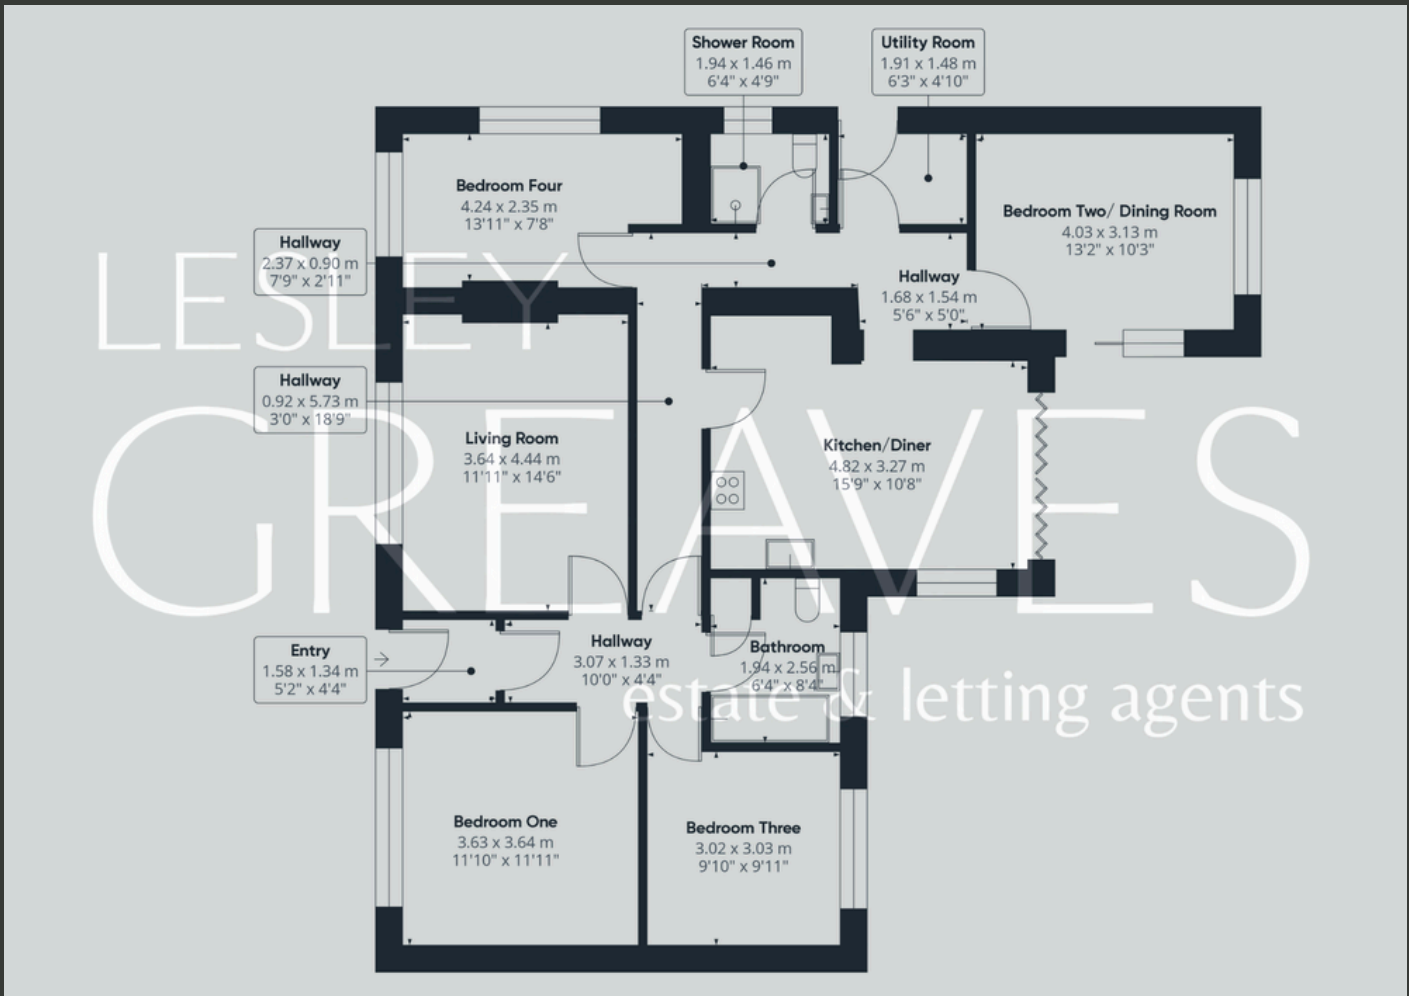 Shower Room
1.94 x 1.46 m
6'4" x 4'9"
Utility Room
1.91 x 1.48 m
6'3" x 4'10"
Bedroom Four
4.24 x 2.35 m
13'11" x 7'8"
Bedroom Two/ Dining Room
4.03 x 3.13 m
13'2" x 10'3"
Hallway
2.37 x 0.90 m
7'9" x 2'11"
Hallway
1.68 x 1.54 m
5'6" x 5'0"
LESLEY
Hallway
0.92 x 5.73 m
3'0" x 18'9"
Living Room
3.64 x 4.44 m
11'11" x 14'6"
Kitchen/Diner
4.82 x 3.27 m
15'9" x 10'8"
GREAVES
Entry
1.58 x 1.34 m
5'2" x 4'4"
Hallway
3.07 x 1.33 m
10'0" x 4'4"
Bathroom
1.94 x 2.56 m
6'4" x 8'4"
estate & letting agents
Bedroom One
3.63 x 3.64 m
11'10" x 11'11"
Bedroom Three
3.02 x 3.03 m
9'10" x 9'11"